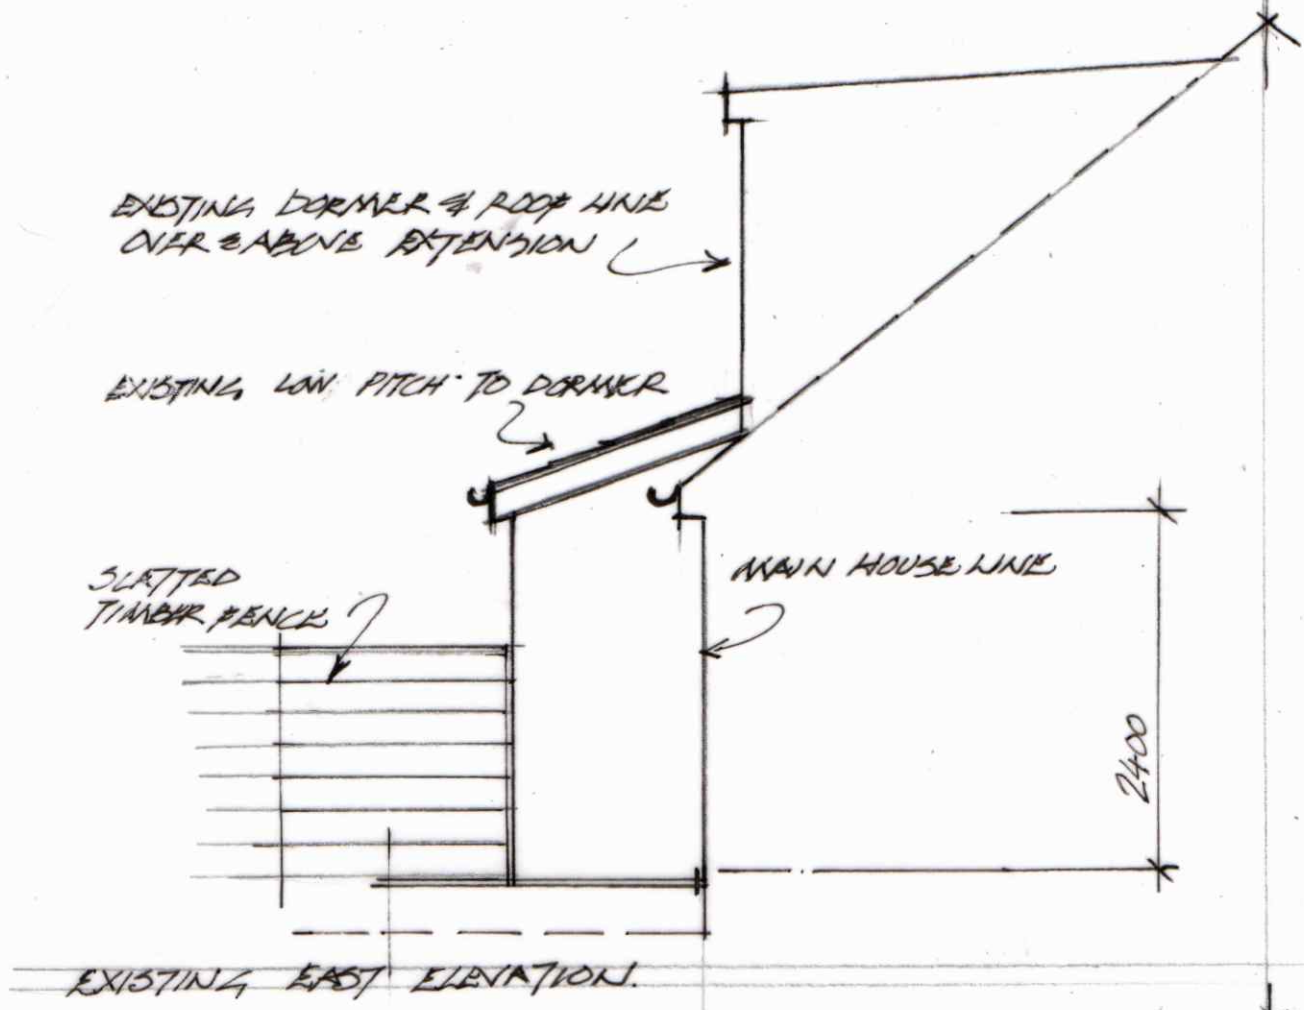 EXISTING DORMER & ROOF LINE
OVER & ABOVE EXTENSION
EXISTING LOW PITCH TO DORMER
SLATTED
TIMBER FENCE
MAIN HOUSE LINE
2400
EXISTING EAST ELEVATION.